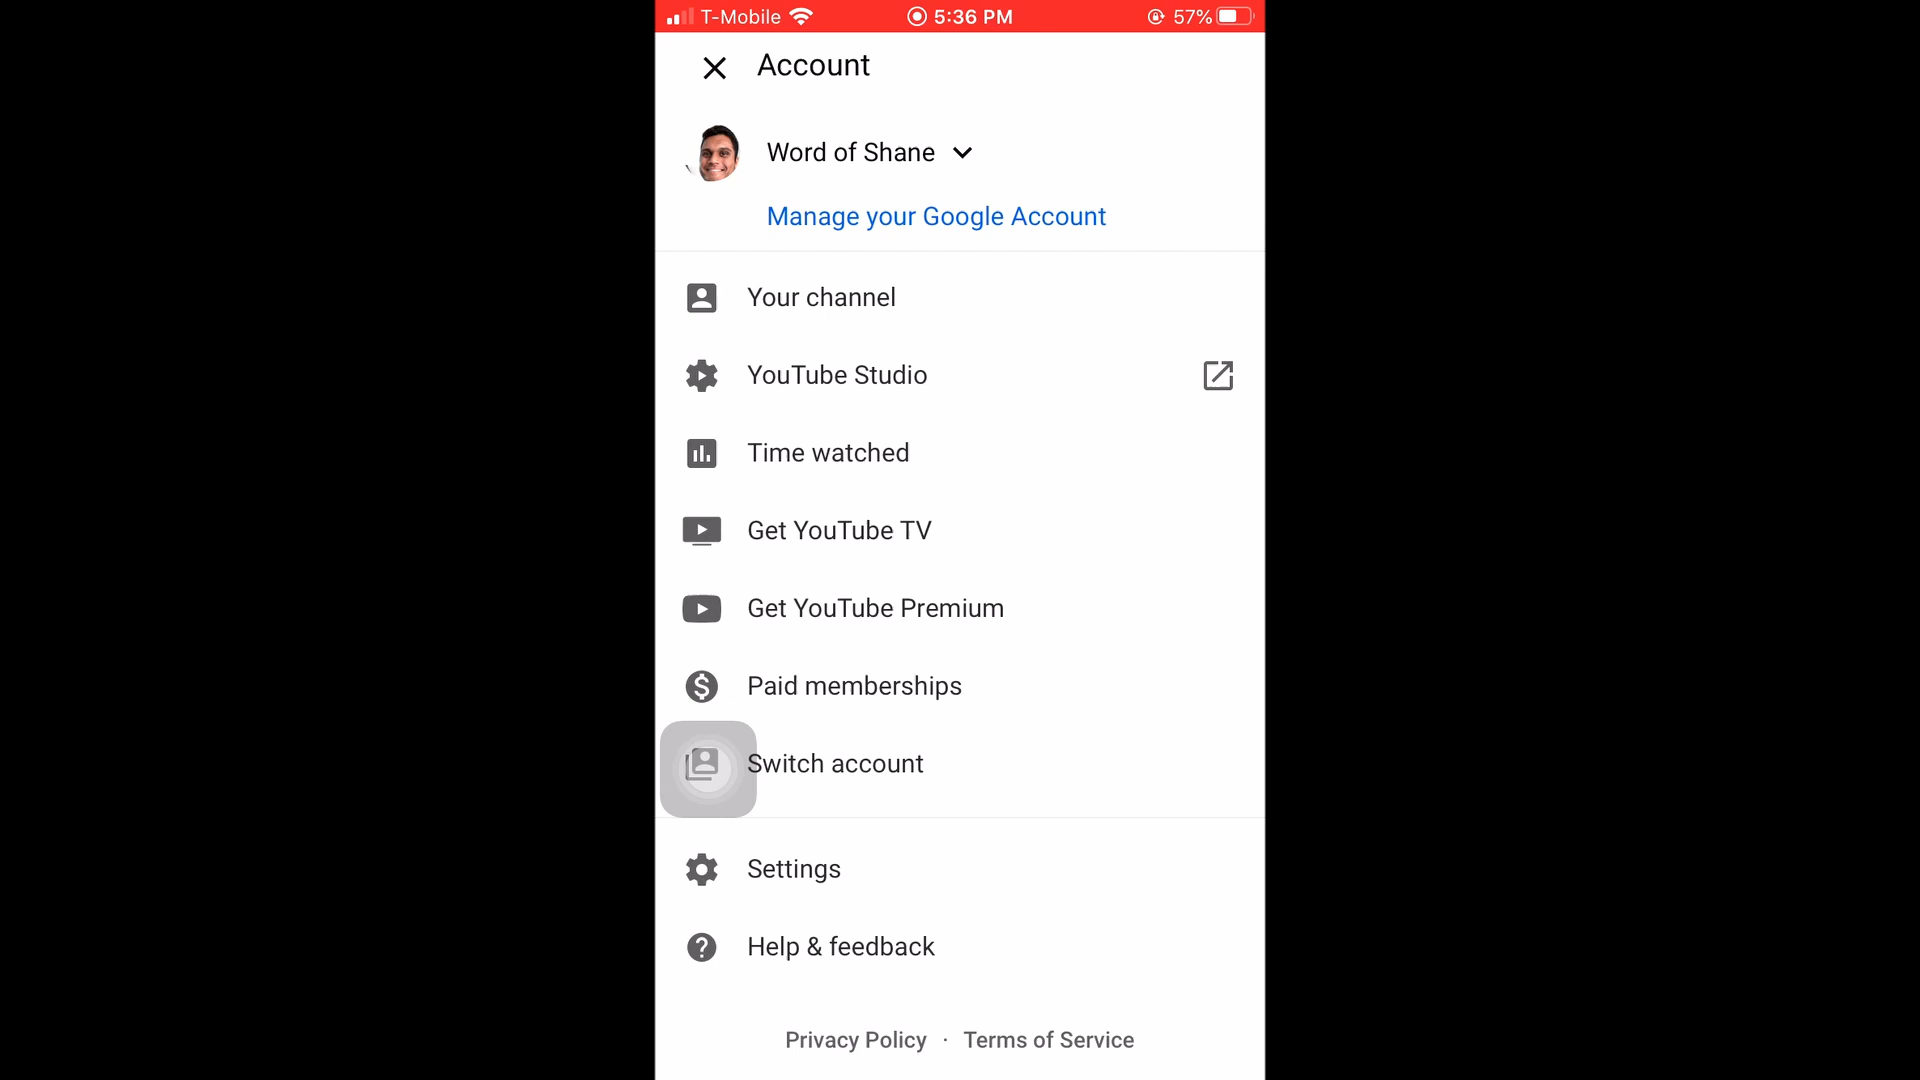 T-Mobile 5:36 PM 57%
Account
Word of Shane
Manage your Google Account
Your channel
YouTube Studio
Time watched
Get YouTube TV
Get YouTube Premium
Paid memberships
Switch account
Settings
Help & feedback
Privacy Policy · Terms of Service